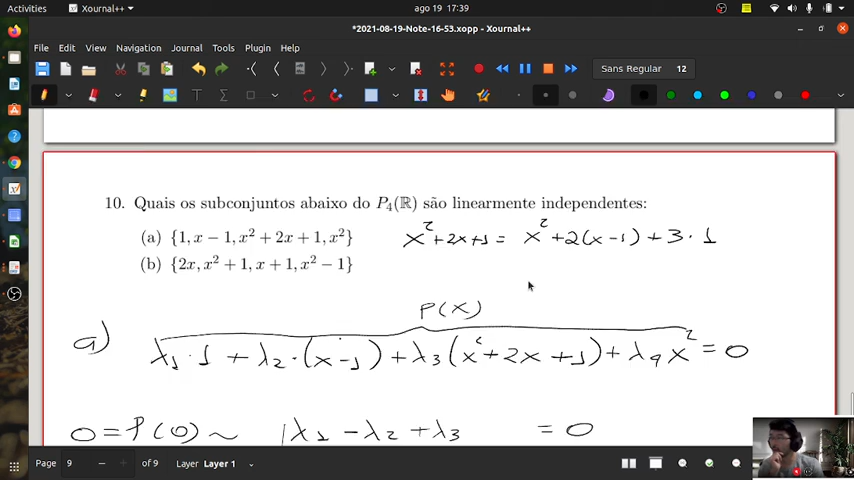 Activities Xournal++ ago 19 17:39
*2021-08-19-Note-16-53.xopp - Xournal++
File Edit View Navigation Journal Tools Plugin Help
Sans Regular 12
10. Quais os subconjuntos abaixo do P₄(ℝ) são linearmente independentes:
(a) {1, x − 1, x² + 2x + 1, x²} x² + 2x + 1 = x² + 2(x − 1) + 3 · 1
(b) {2x, x² + 1, x + 1, x² − 1}
P(X)
a) λ₁ · 1 + λ₂ · (x − 1) + λ₃ (x² + 2x + 1) + λ₄ x² = 0
0 = P(0) ~ λ₁ − λ₂ + λ₃ = 0
Page 9 of 9 Layer Layer 1